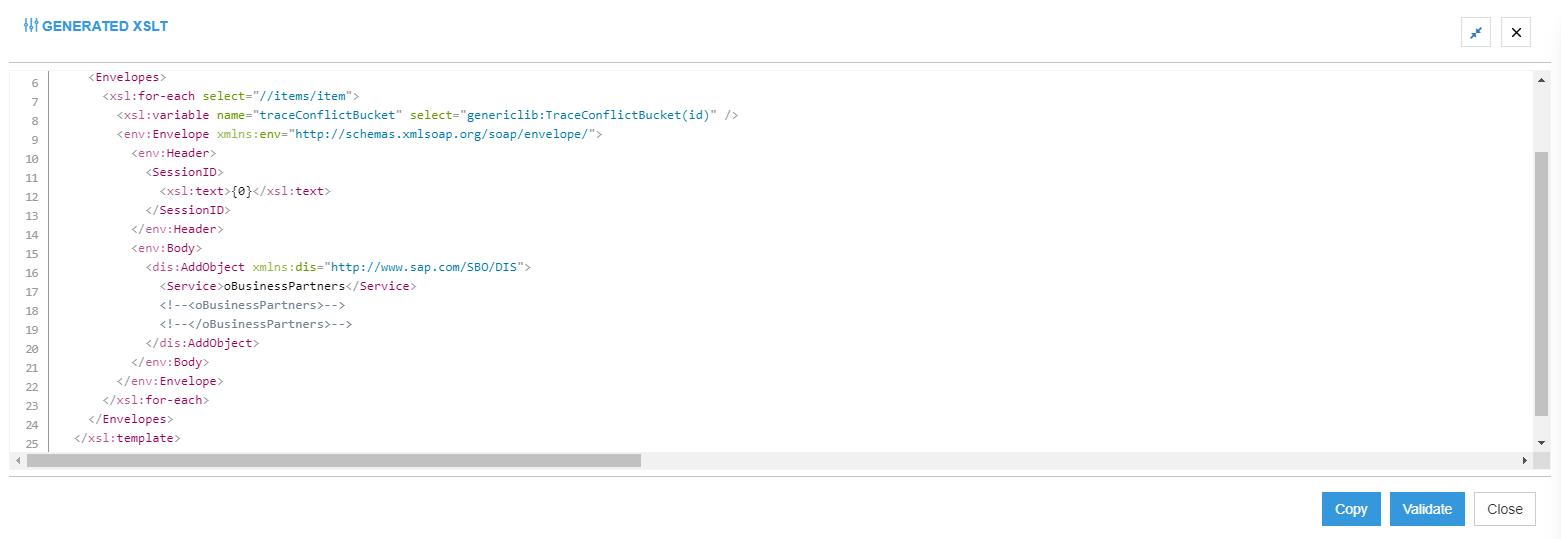 GENERATED XSLT
6 <Envelopes>
7 <xsl:for-each select="//items/item">
8 <xsl:variable name="traceConflictBucket" select="genericlib:TraceConflictBucket(id)" />
9 <env:Envelope xmlns:env="http://schemas.xmlsoap.org/soap/envelope/">
10 <env:Header>
11 <SessionID>
12 <xsl:text>{0}</xsl:text>
13 </SessionID>
14 </env:Header>
15 <env:Body>
16 <dis:AddObject xmlns:dis="http://www.sap.com/SBO/DIS">
17 <Service>oBusinessPartners</Service>
18 <!--<oBusinessPartners>-->
19 <!--</oBusinessPartners>-->
20 </dis:AddObject>
21 </env:Body>
22 </env:Envelope>
23 </xsl:for-each>
24 </Envelopes>
25 </xsl:template>
Copy Validate Close